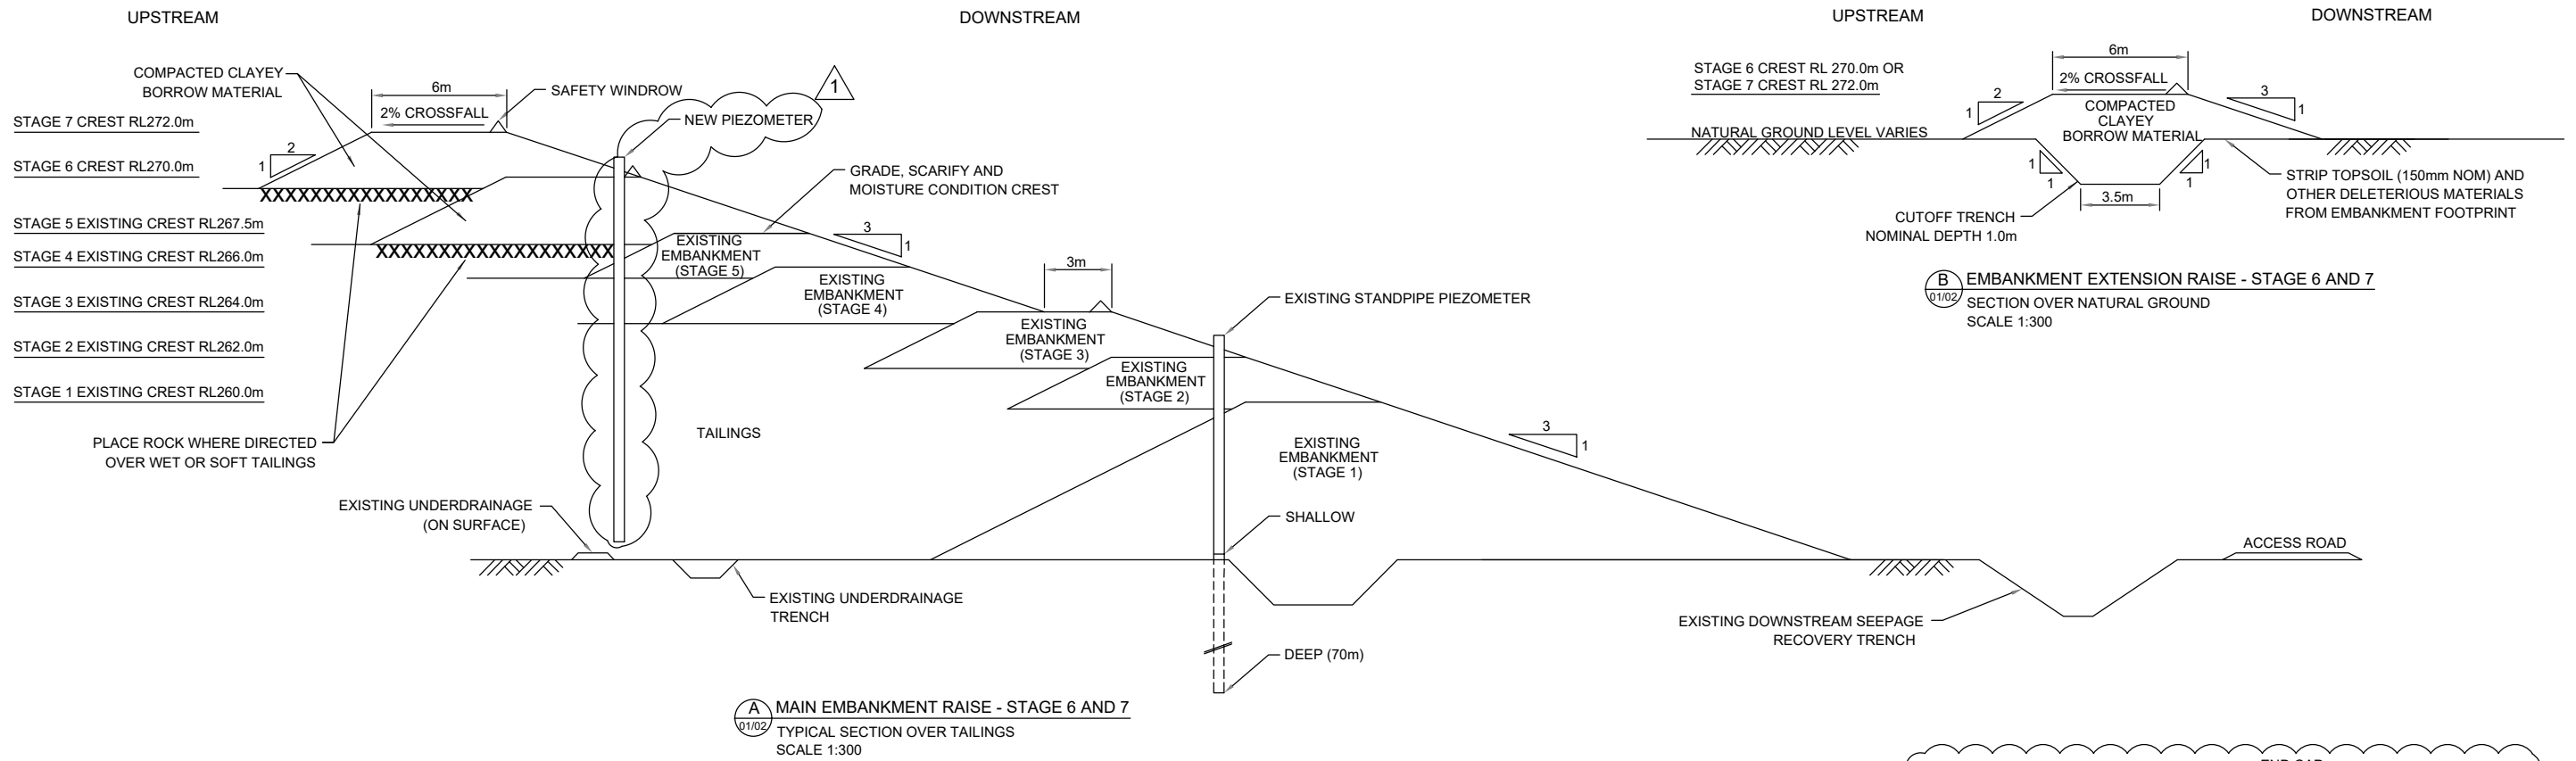 UPSTREAM
DOWNSTREAM
COMPACTED CLAYEY
BORROW MATERIAL
6m
2% CROSSFALL
SAFETY WINDROW
1
NEW PIEZOMETER
STAGE 7 CREST RL272.0m
2
1
STAGE 6 CREST RL270.0m
GRADE, SCARIFY AND
MOISTURE CONDITION CREST
XXXXXXXXXXXXXXXXX
STAGE 5 EXISTING CREST RL267.5m
3
1
XXXXXXXXXXXXXXXXXX
EXISTING
EMBANKMENT
(STAGE 5)
STAGE 4 EXISTING CREST RL266.0m
3m
EXISTING
EMBANKMENT
(STAGE 4)
STAGE 3 EXISTING CREST RL264.0m
EXISTING STANDPIPE PIEZOMETER
EXISTING
EMBANKMENT
(STAGE 3)
STAGE 2 EXISTING CREST RL262.0m
EXISTING
EMBANKMENT
(STAGE 2)
STAGE 1 EXISTING CREST RL260.0m
PLACE ROCK WHERE DIRECTED
OVER WET OR SOFT TAILINGS
TAILINGS
EXISTING
EMBANKMENT
(STAGE 1)
3
1
EXISTING UNDERDRAINAGE
(ON SURFACE)
SHALLOW
ACCESS ROAD
EXISTING UNDERDRAINAGE
TRENCH
EXISTING DOWNSTREAM SEEPAGE
RECOVERY TRENCH
DEEP (70m)
A
01/02
MAIN EMBANKMENT RAISE - STAGE 6 AND 7
TYPICAL SECTION OVER TAILINGS
SCALE 1:300
UPSTREAM
DOWNSTREAM
6m
2% CROSSFALL
STAGE 6 CREST RL 270.0m OR
STAGE 7 CREST RL 272.0m
2
1
3
1
COMPACTED
CLAYEY
BORROW MATERIAL
NATURAL GROUND LEVEL VARIES
1
1
1
1
3.5m
STRIP TOPSOIL (150mm NOM) AND
OTHER DELETERIOUS MATERIALS
FROM EMBANKMENT FOOTPRINT
CUTOFF TRENCH
NOMINAL DEPTH 1.0m
B
01/02
EMBANKMENT EXTENSION RAISE - STAGE 6 AND 7
SECTION OVER NATURAL GROUND
SCALE 1:300